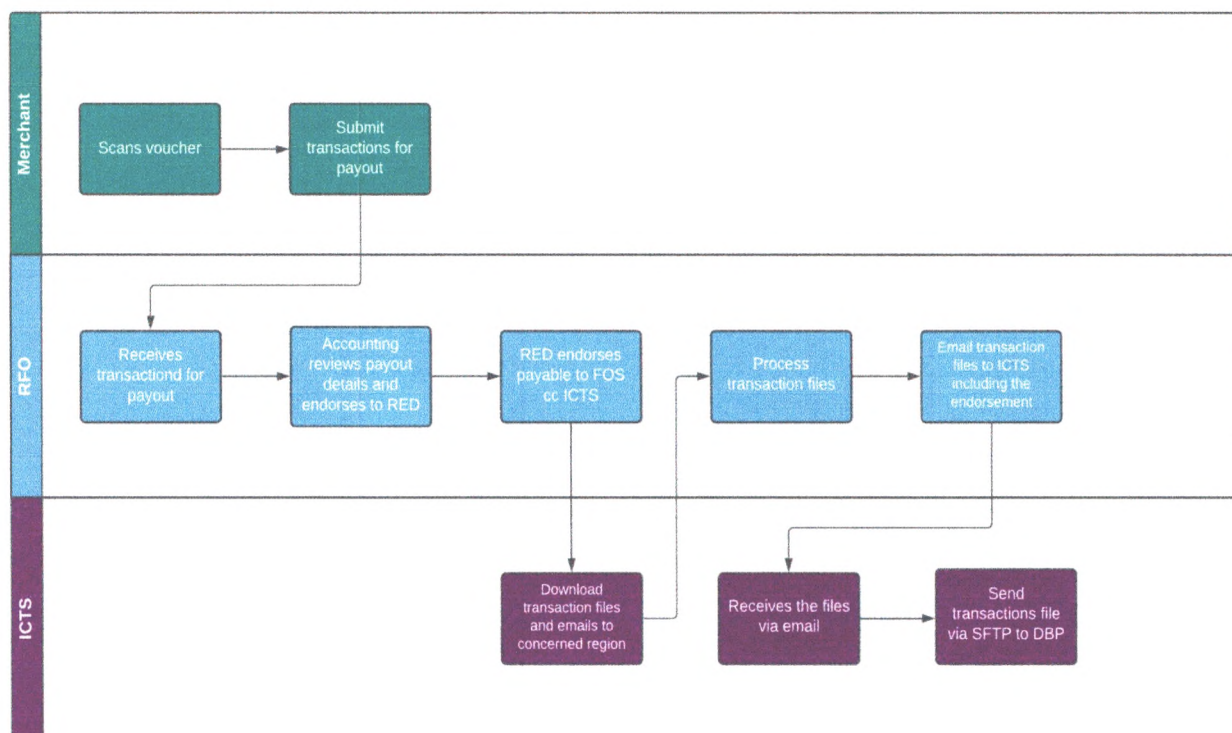 Merchant
Scans voucher
Submit
transactions for
payout
RFO
Receives
transactiond for
payout
Accounting
reviews payout
details and
endorses to RED
RED endorses
payable to FOS
cc ICTS
Process
transaction files
Email transaction
files to ICTS
including the
endorsement
ICTS
Download
transaction files
and emails to
concerned region
Receives the files
via email
Send
transactions file
via SFTP to DBP